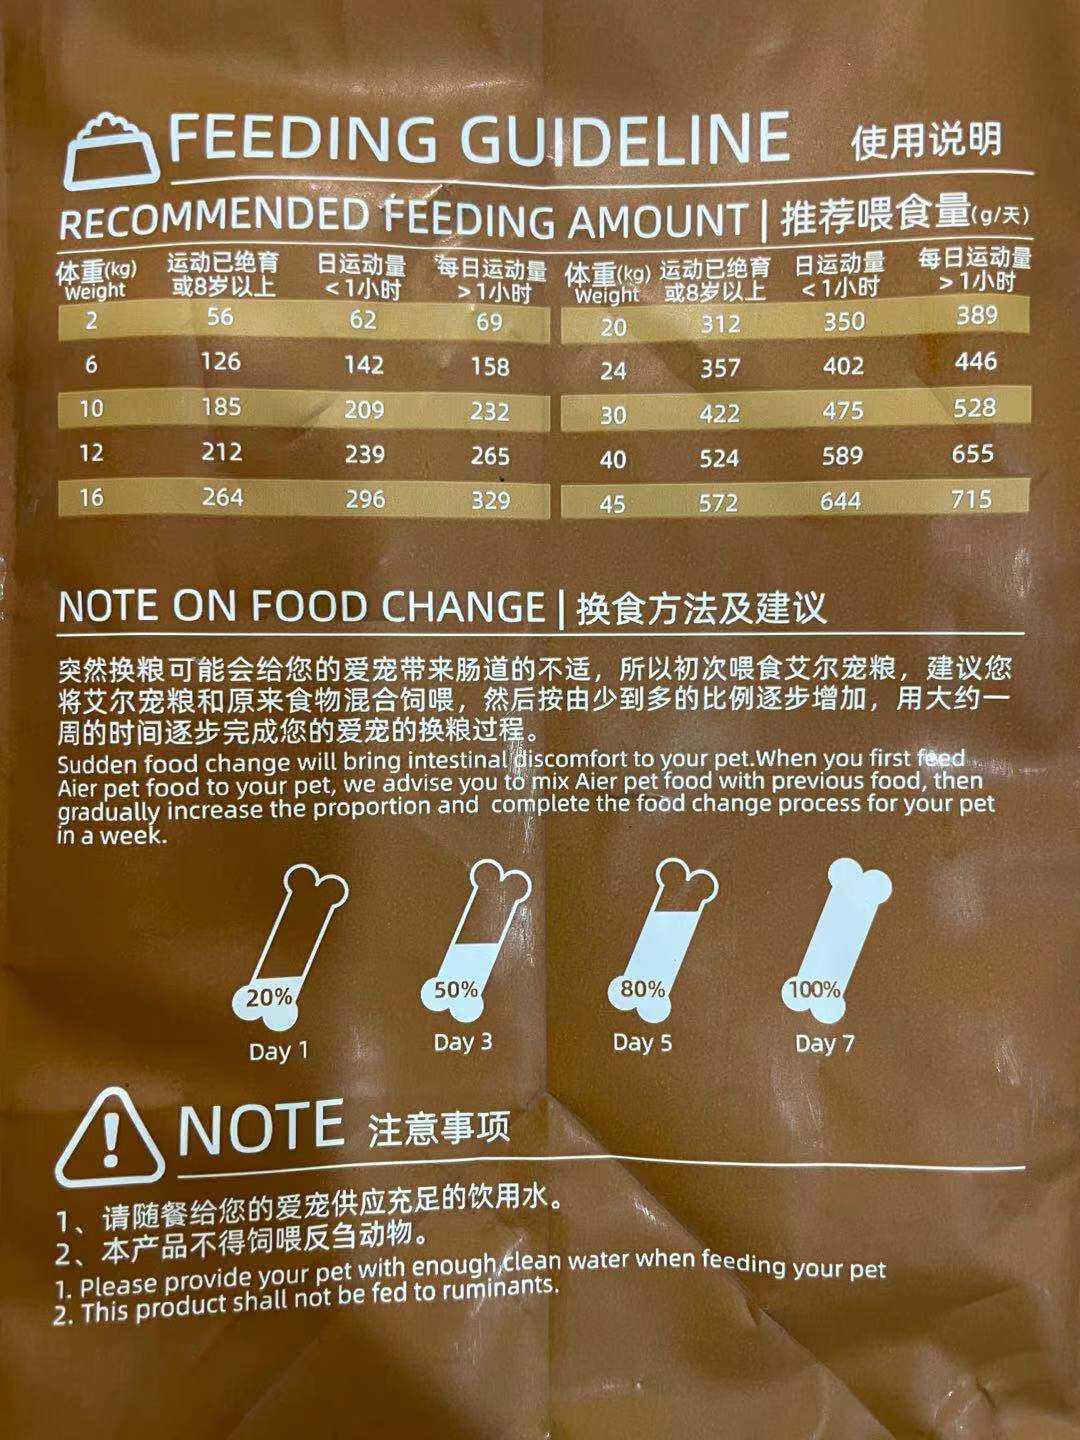 FEEDING GUIDELINE 使用说明
RECOMMENDED FEEDING AMOUNT | 推荐喂食量(g/天)
体重(kg) 运动已绝育 日运动量 每日运动量 体重(kg) 运动已绝育 日运动量 每日运动量
Weight 或8岁以上 <1小时 >1小时 Weight 或8岁以上 <1小时 >1小时
2 56 62 69 20 312 350 389
6 126 142 158 24 357 402 446
10 185 209 232 30 422 475 528
12 212 239 265 40 524 589 655
16 264 296 329 45 572 644 715
NOTE ON FOOD CHANGE | 换食方法及建议
突然换粮可能会给您的爱宠带来肠道的不适，所以初次喂食艾尔宠粮，建议您
将艾尔宠粮和原来食物混合饲喂，然后按由少到多的比例逐步增加，用大约一
周的时间逐步完成您的爱宠的换粮过程。
Sudden food change will bring intestinal discomfort to your pet.When you first feed
Aier pet food to your pet, we advise you to mix Aier pet food with previous food, then
gradually increase the proportion and complete the food change process for your pet
in a week.
20% 50% 80% 100%
Day 1 Day 3 Day 5 Day 7
NOTE 注意事项
1、请随餐给您的爱宠供应充足的饮用水。
2、本产品不得饲喂反刍动物。
1. Please provide your pet with enough,clean water when feeding your pet
2. This product shall not be fed to ruminants.